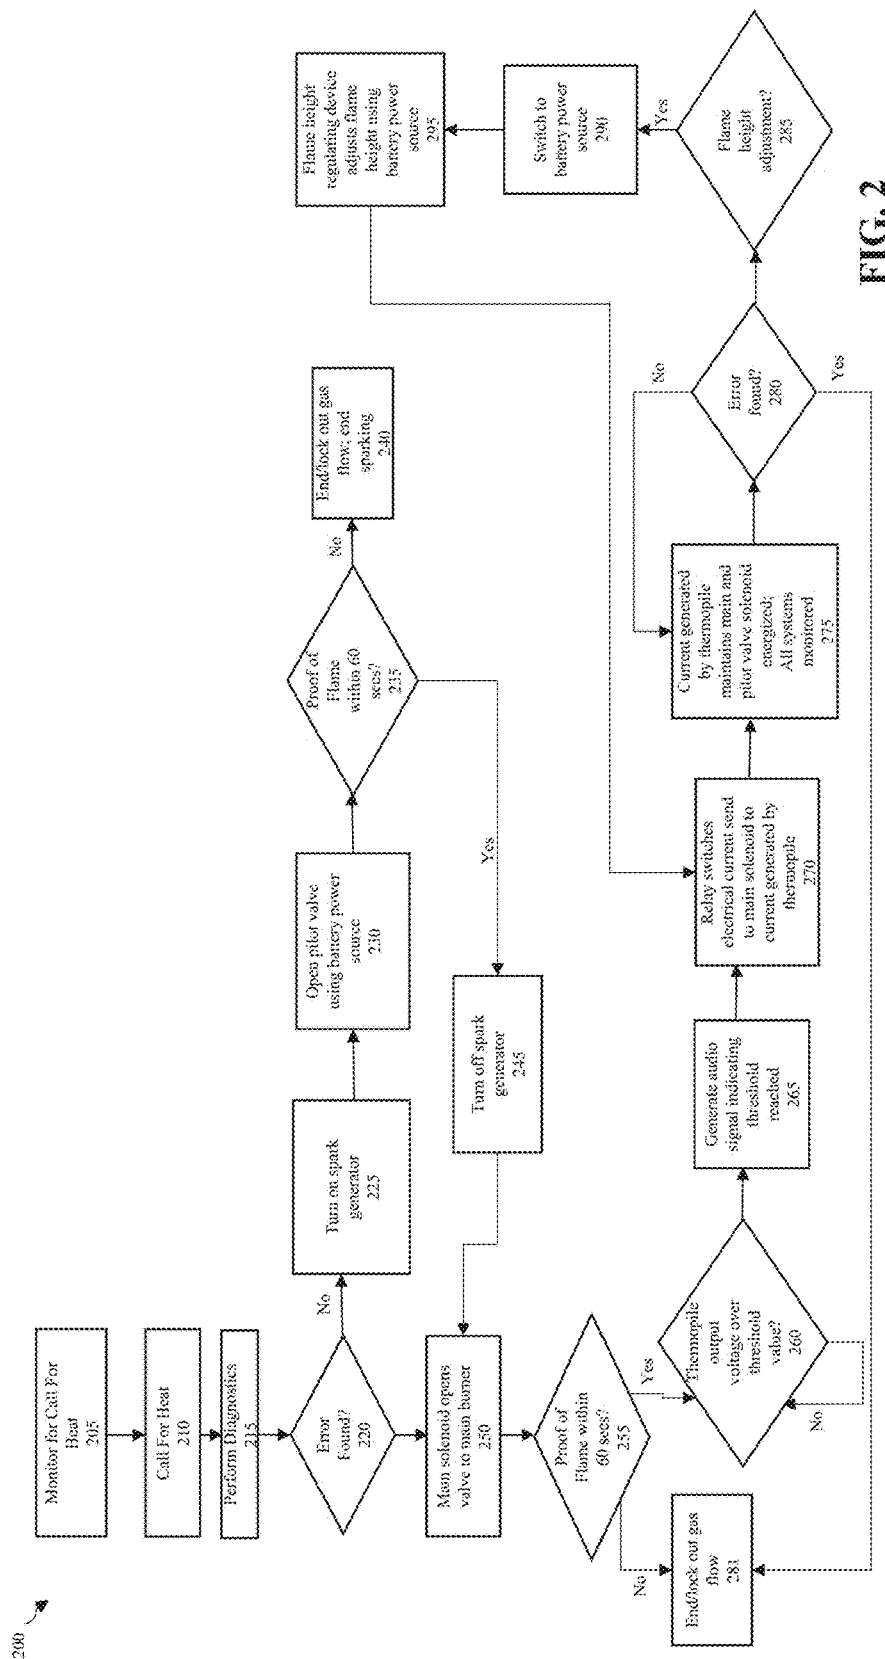 200
Monitor for Call For
Heat
205
Call For Heat
210
Perform Diagnostics
215
Error
Found?
220
No
Turn on spark
generator
225
Open pilot valve
using battery power
source
230
Proof of
Flame
within 60
secs?
235
No
End/lock out gas
flow; end
sparking
240
Yes
Turn off spark
generator
245
Main solenoid opens
valve to main burner
250
Proof of
Flame within
60 secs?
255
No
Yes
End/lock out gas
flow
281
Thermopile
output
voltage over
threshold
value?
260
No
Generate audio
signal indicating
threshold
reached
265
Relay switches
electrical current send
to main solenoid to
current generated by
thermopile
270
Current generated
by thermopile
maintains main and
pilot valve solenoid
energized;
All systems
monitored
275
Error
found?
280
No
Yes
Flame
height
adjustment?
285
Yes
Switch to
battery power
source
290
Flame height
regulating device
adjusts flame
height using
battery power
source
295
FIG. 2